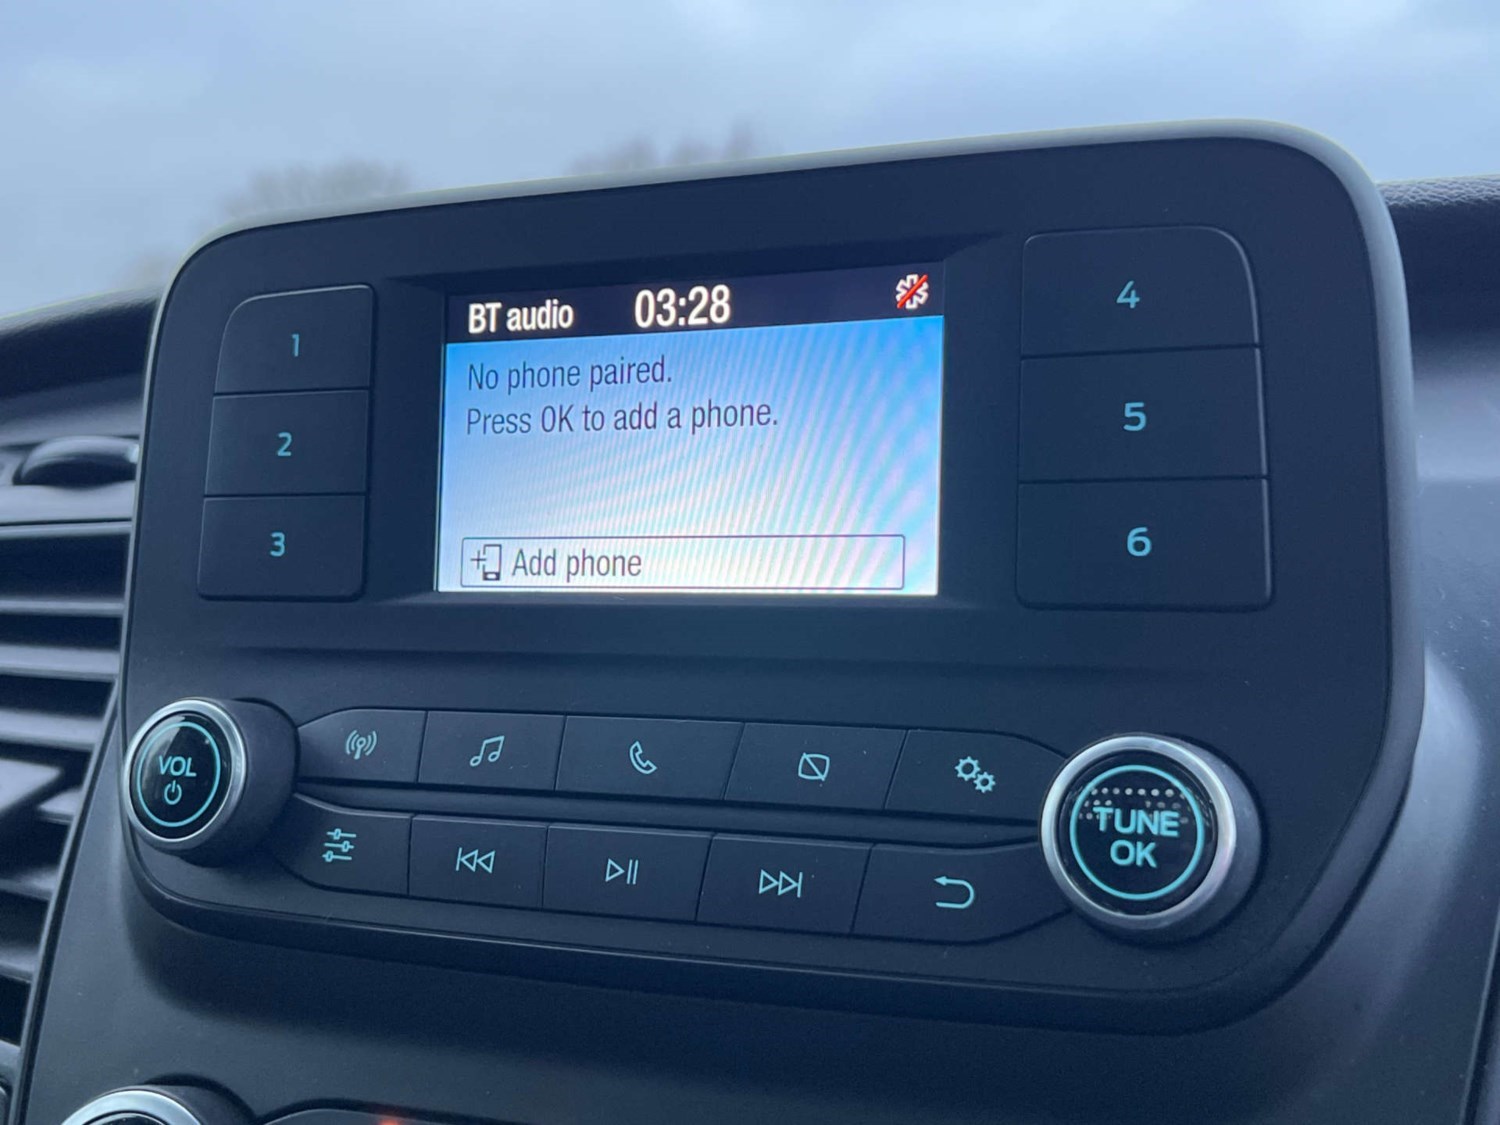 BT audio 03:28
No phone paired.
Press OK to add a phone.
Add phone
1
2
3
4
5
6
VOL
TUNE
OK